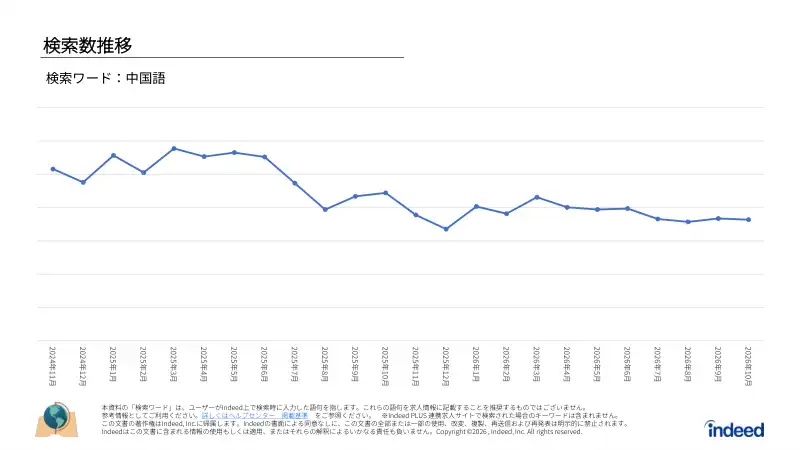 検索数推移
検索ワード：中国語
2024年11月
2024年12月
2025年1月
2025年2月
2025年3月
2025年4月
2025年5月
2025年6月
2025年7月
2025年8月
2025年9月
2025年10月
2025年11月
2025年12月
2026年1月
2026年2月
2026年3月
2026年4月
2026年5月
2026年6月
2026年7月
2026年8月
2026年9月
2026年10月
本資料の「検索ワード」は、ユーザーがIndeed上で検索時に入力した語句を指します。これらの語句を求人情報に記載することを推奨するものではございません。
参考情報としてご利用ください。詳しくはヘルプセンター　掲載基準　をご参照ください。　※Indeed PLUS 連携求人サイトで検索された場合のキーワードは含まれません。
この文書の著作権はIndeed, Inc.に帰属します。Indeedの書面による同意なしに、この文書の全部または一部の使用、改変、複製、再送信および再発表は明示的に禁止されます。
Indeedはこの文書に含まれる情報の使用もしくは適用、またはそれらの解釈によるいかなる責任も負いません。Copyright ©2026 , Indeed, Inc. All rights reserved.
indeed